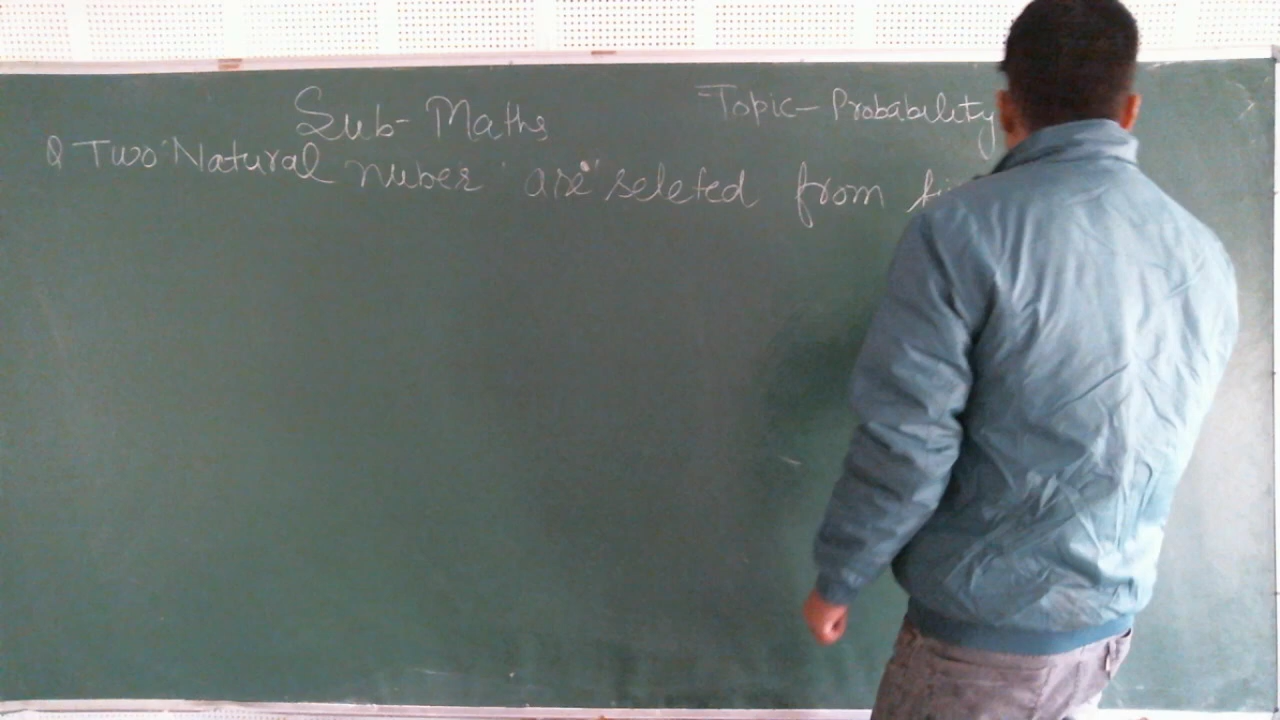 Sub- Maths
Topic- Probability
Q Two Natural nuber are seleted from